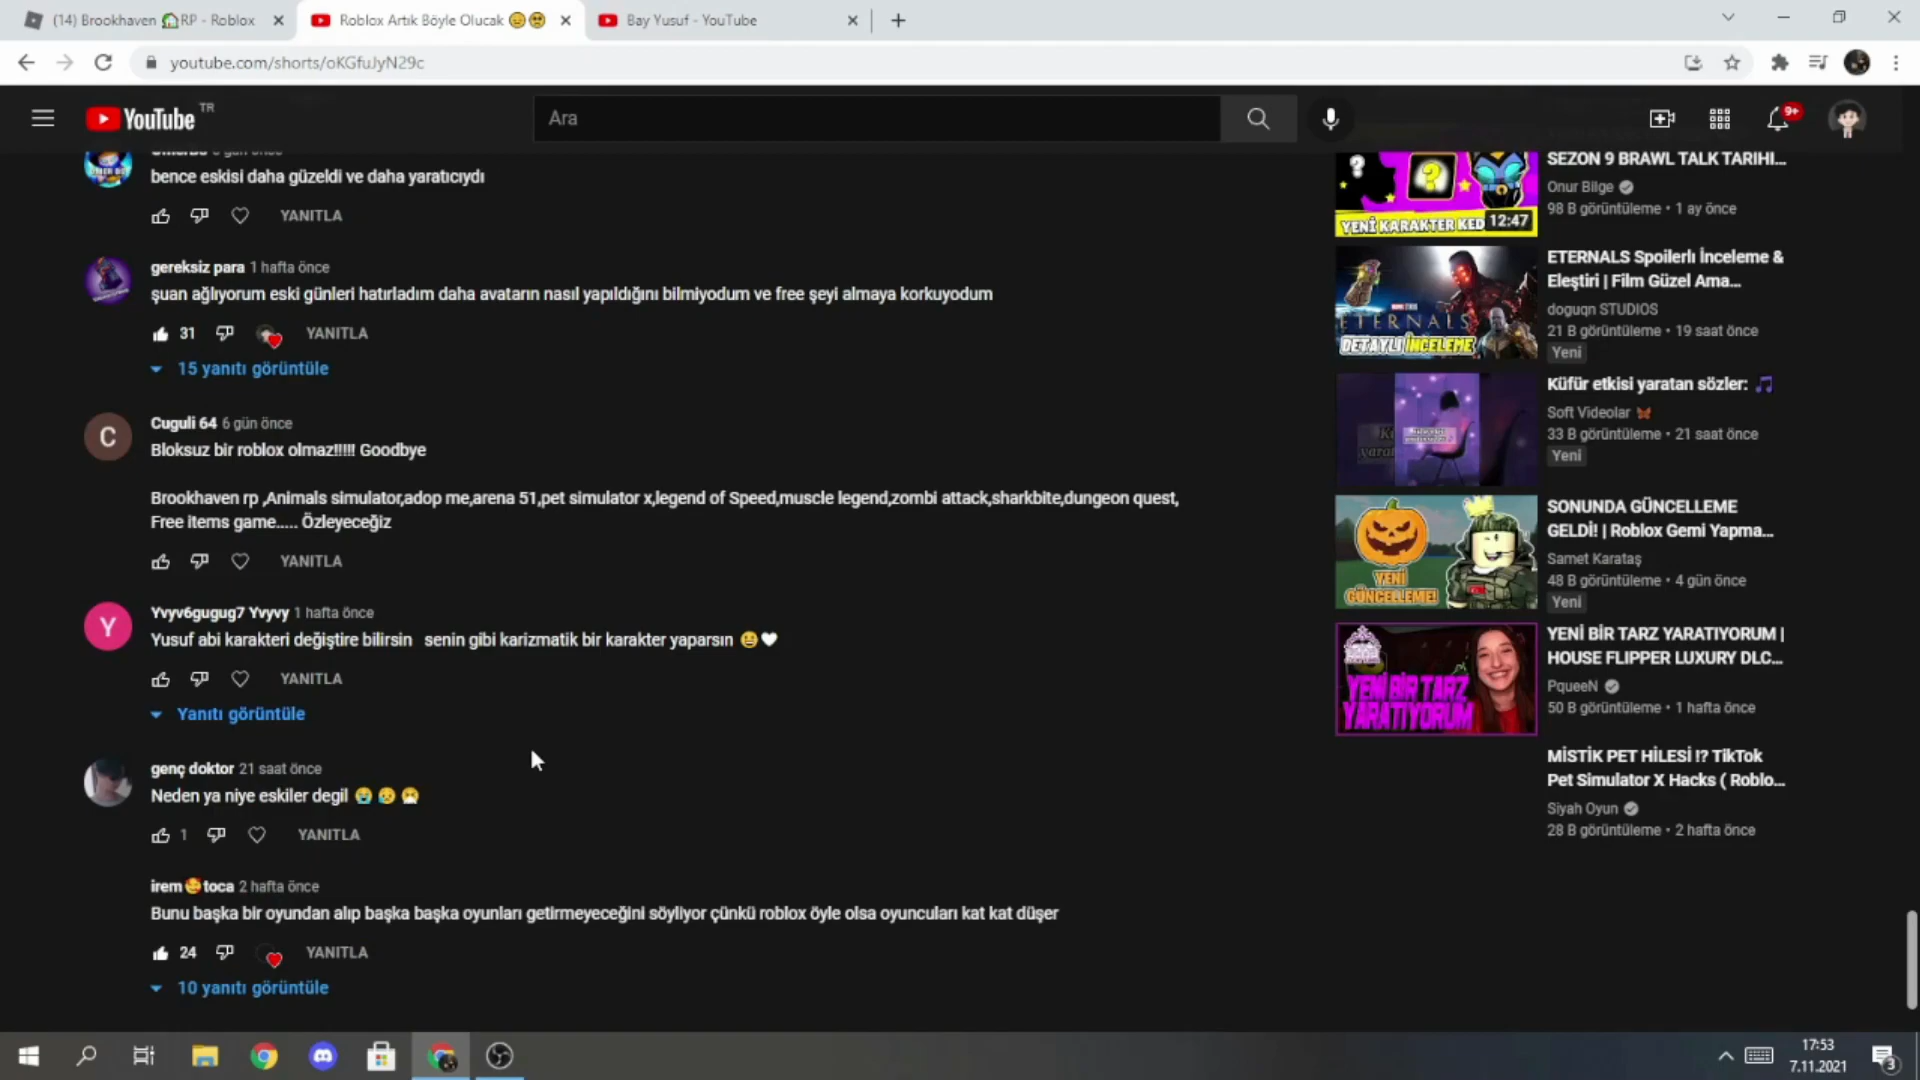 (14) Brookhaven 🏠RP - Roblox
Roblox Artık Böyle Olucak
Bay Yusuf - YouTube
youtube.com/shorts/oKGfuJyN29c
YouTube TR
Ara
9+
bence eskisi daha güzeldi ve daha yaratıcıydı
YANITLA
gereksiz para 1 hafta önce
şuan ağlıyorum eski günleri hatırladım daha avatarın nasıl yapıldığını bilmiyodum ve free şeyi almaya korkuyodum
31 YANITLA
15 yanıtı görüntüle
C
Cuguli 64 6 gün önce
Bloksuz bir roblox olmaz!!!!! Goodbye
Brookhaven rp ,Animals simulator,adop me,arena 51,pet simulator x,legend of Speed,muscle legend,zombi attack,sharkbite,dungeon quest,
Free items game..... Özleyeceğiz
YANITLA
Y
Yvyv6gugug7 Yvyvy 1 hafta önce
Yusuf abi karakteri değiştire bilirsin senin gibi karizmatik bir karakter yaparsın
YANITLA
Yanıtı görüntüle
genç doktor 21 saat önce
Neden ya niye eskiler degil
1 YANITLA
irem🥰toca 2 hafta önce
Bunu başka bir oyundan alıp başka başka oyunları getirmeyeceğini söyliyor çünkü roblox öyle olsa oyuncuları kat kat düşer
24 YANITLA
10 yanıtı görüntüle
YENİ KARAKTER KED
12:47
SEZON 9 BRAWL TALK TARIHI...
Onur Bilge
98 B görüntüleme • 1 ay önce
ETERNALS
DETAYLI İNCELEME
ETERNALS Spoilerlı İnceleme &
Eleştiri | Film Güzel Ama...
doguqn STUDIOS
21 B görüntüleme • 19 saat önce
Yeni
Küfür etkisi yaratan sözler: 🎵
Soft Videolar
33 B görüntüleme • 21 saat önce
Yeni
YENİ
GÜNCELLEME!
SONUNDA GÜNCELLEME
GELDİ! | Roblox Gemi Yapma...
Samet Karataş
48 B görüntüleme • 4 gün önce
Yeni
YENİ BİR TARZ
YARATIYORUM
YENİ BİR TARZ YARATIYORUM |
HOUSE FLIPPER LUXURY DLC...
PqueeN
50 B görüntüleme • 1 hafta önce
MİSTİK PET HİLESİ !? TikTok
Pet Simulator X Hacks ( Roblo...
Siyah Oyun
28 B görüntüleme • 2 hafta önce
17:53
7.11.2021
3